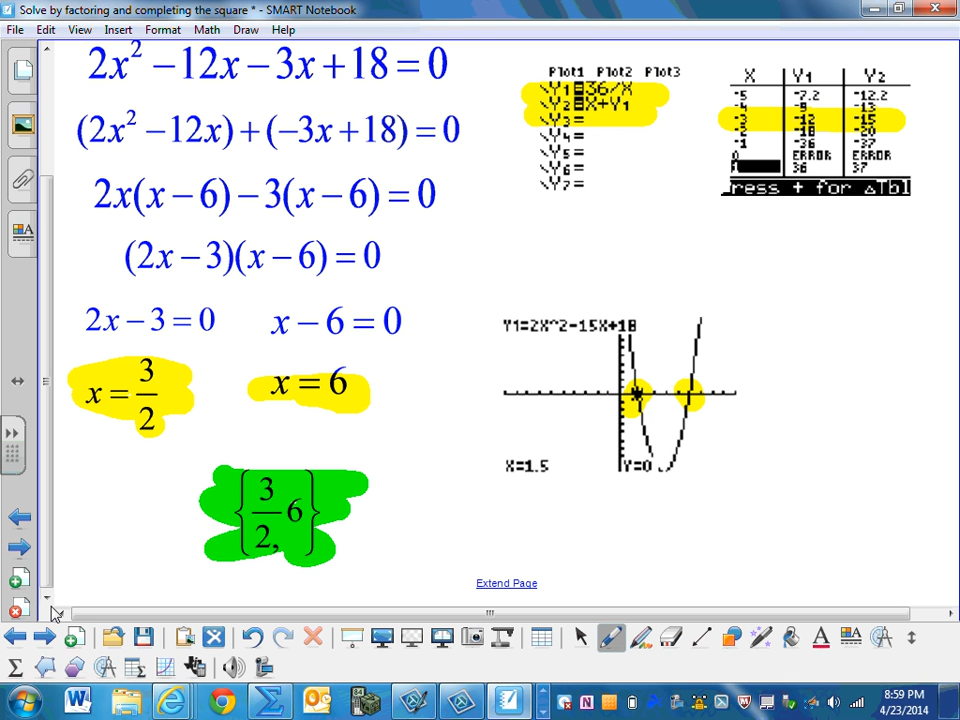 Solve by factoring and completing the square * - SMART Notebook
File Edit View Insert Format Math Draw Help
2x² − 12x − 3x + 18 = 0
(2x² − 12x) + (−3x + 18) = 0
2x(x − 6) − 3(x − 6) = 0
(2x − 3)(x − 6) = 0
2x − 3 = 0
x − 6 = 0
x = 3/2
x = 6
{3/2, 6}
Plot1 Plot2 Plot3
\Y1=36/X
\Y2=X+Y1
\Y3=
\Y4=
\Y5=
\Y6=
\Y7=
X Y1 Y2
-5 -7.2 -12.2
-4 -9 -13
-3 -12 -15
-2 -18 -20
-1 -36 -37
0 ERROR ERROR
36 37
ress + for △Tbl
Y1=2X^2-15X+18
X=1.5 Y=0
Extend Page
8:59 PM
4/23/2014